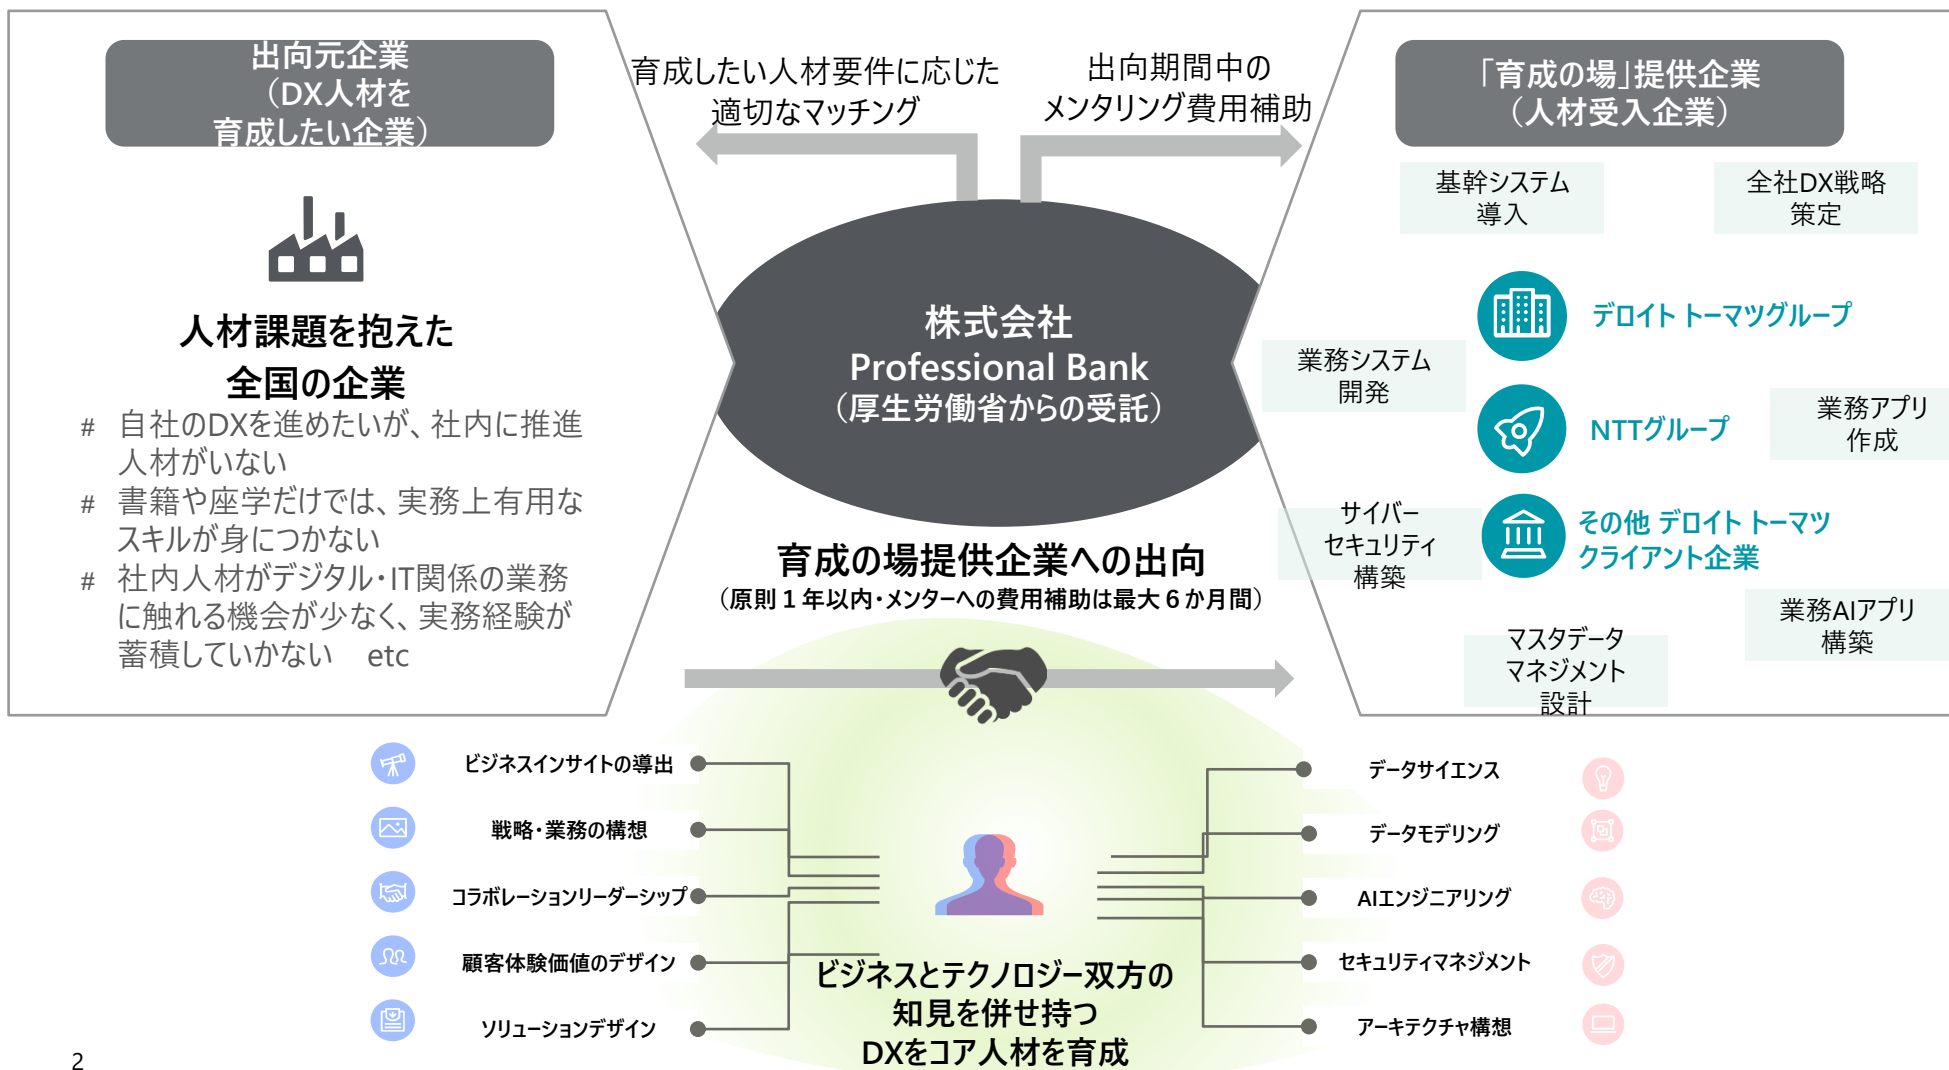 出向元企業
（DX人材を
育成したい企業）
育成したい人材要件に応じた
適切なマッチング
出向期間中の
メンタリング費用補助
「育成の場」提供企業
（人材受入企業）
人材課題を抱えた
全国の企業
# 自社のDXを進めたいが、社内に推進
人材がいない
# 書籍や座学だけでは、実務上有用な
スキルが身につかない
# 社内人材がデジタル・IT関係の業務
に触れる機会が少なく、実務経験が
蓄積していかない　etc
株式会社
Professional Bank
（厚生労働省からの受託）
育成の場提供企業への出向
（原則１年以内・メンターへの費用補助は最大６か月間）
基幹システム
導入
全社DX戦略
策定
デロイト トーマツグループ
業務システム
開発
NTTグループ
業務アプリ
作成
サイバー
セキュリティ
構築
その他 デロイト トーマツ
クライアント企業
業務AIアプリ
構築
マスタデータ
マネジメント
設計
ビジネスインサイトの導出
戦略・業務の構想
コラボレーションリーダーシップ
顧客体験価値のデザイン
ソリューションデザイン
データサイエンス
データモデリング
AIエンジニアリング
セキュリティマネジメント
アーキテクチャ構想
ビジネスとテクノロジー双方の
知見を併せ持つ
DXをコア人材を育成
2